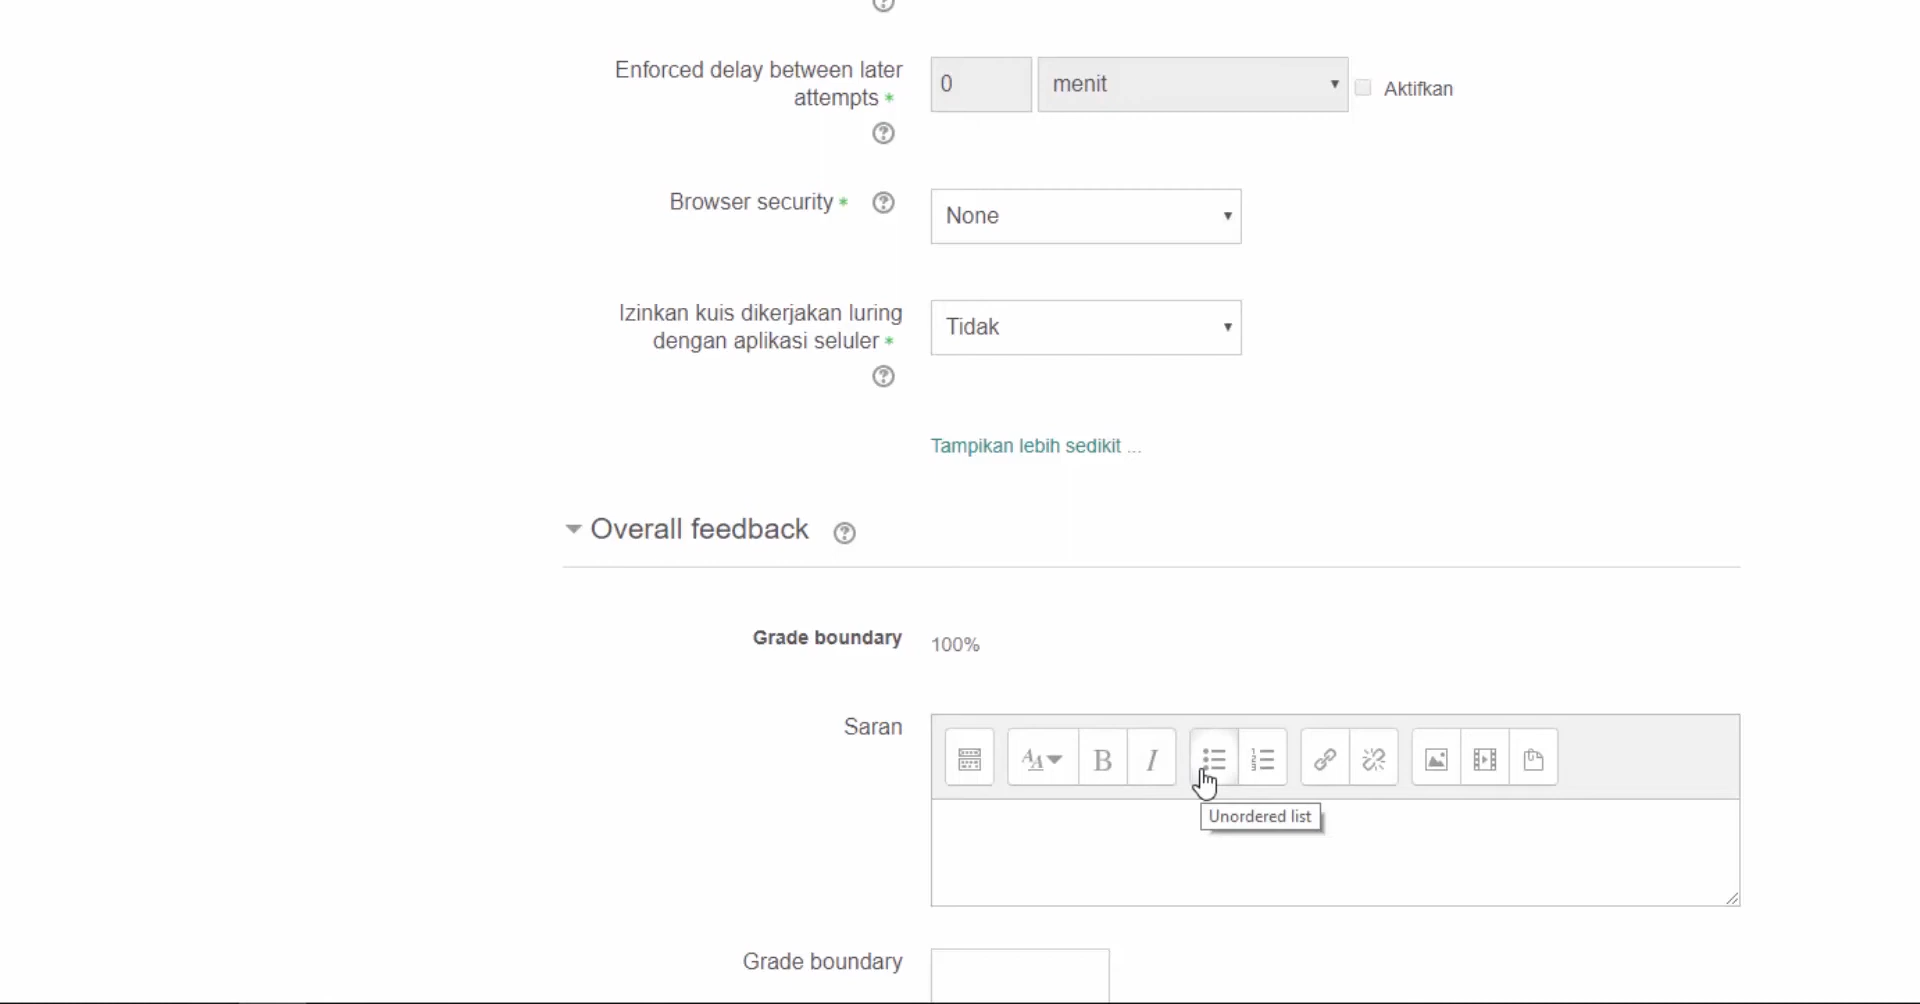 Enforced delay between later
attempts *
0
menit
Aktifkan
Browser security *
None
Izinkan kuis dikerjakan luring
dengan aplikasi seluler *
Tidak
Tampikan lebih sedikit ...
Overall feedback
Grade boundary
100%
Saran
Unordered list
Grade boundary